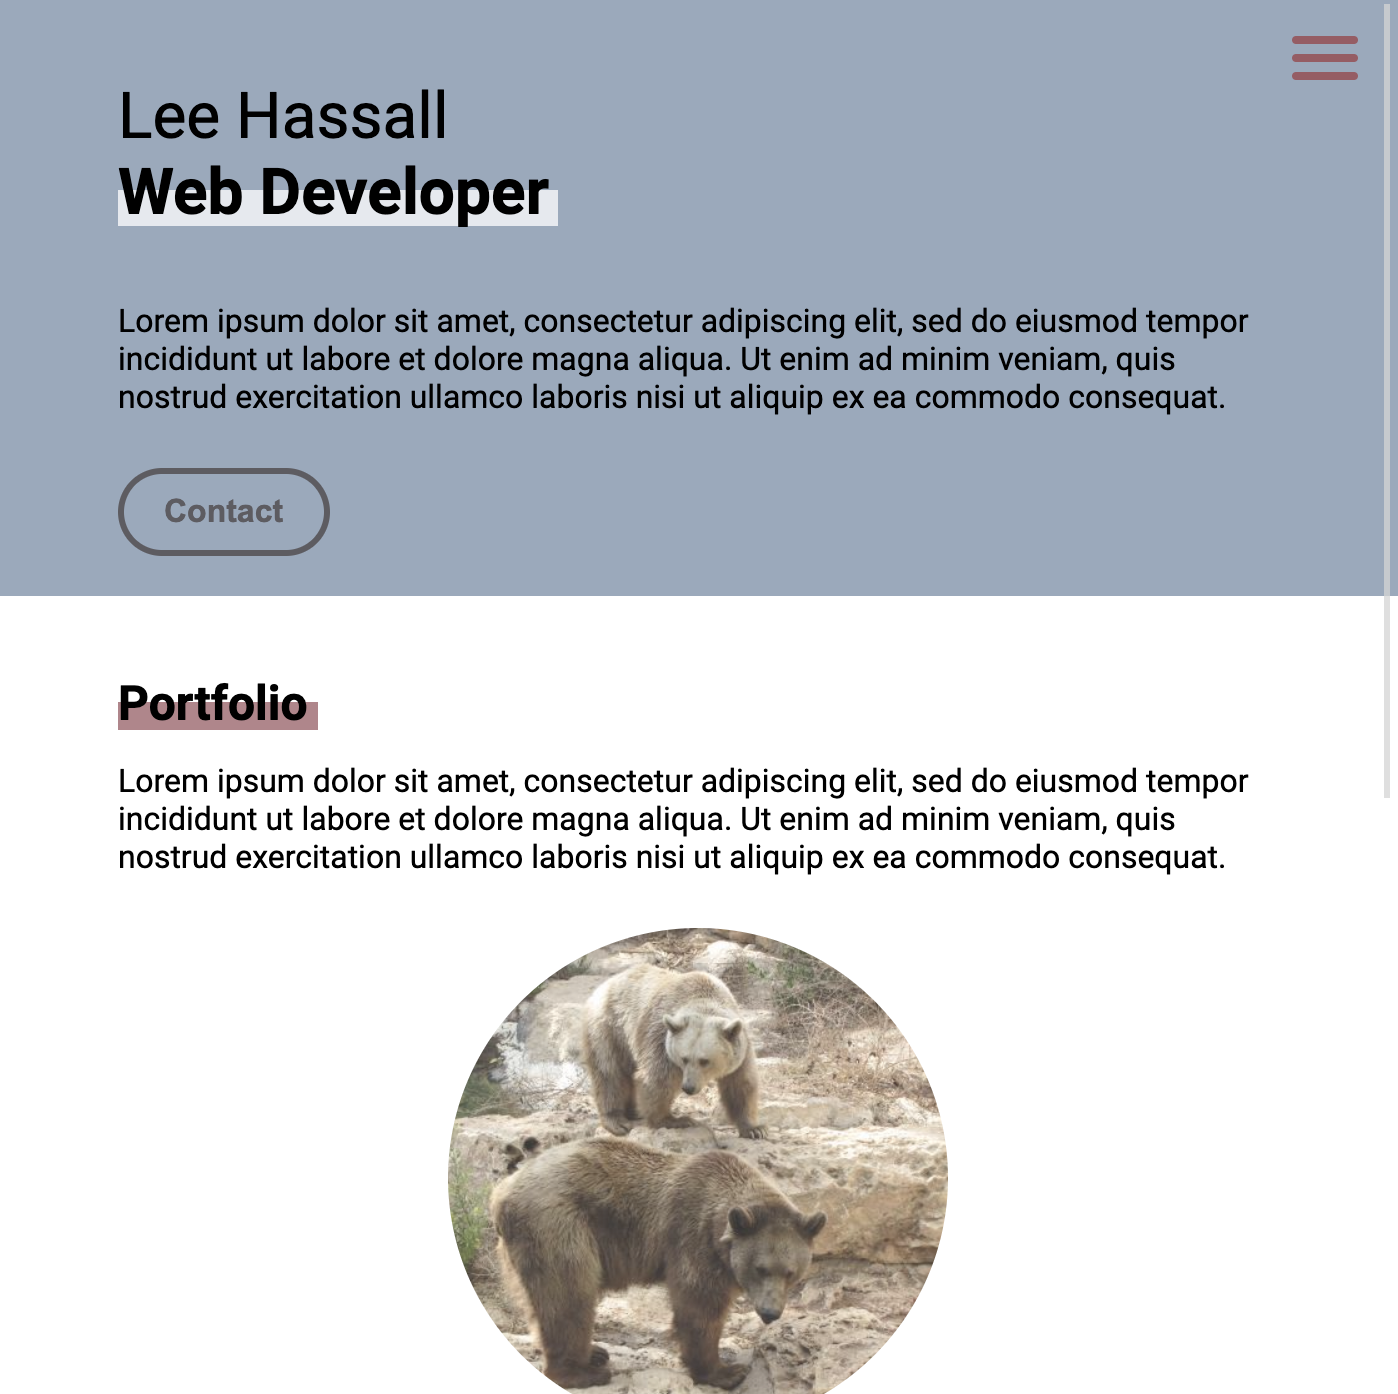 Lee Hassall
Web Developer
Lorem ipsum dolor sit amet, consectetur adipiscing elit, sed do eiusmod tempor
incididunt ut labore et dolore magna aliqua. Ut enim ad minim veniam, quis
nostrud exercitation ullamco laboris nisi ut aliquip ex ea commodo consequat.
Contact
Portfolio
Lorem ipsum dolor sit amet, consectetur adipiscing elit, sed do eiusmod tempor
incididunt ut labore et dolore magna aliqua. Ut enim ad minim veniam, quis
nostrud exercitation ullamco laboris nisi ut aliquip ex ea commodo consequat.